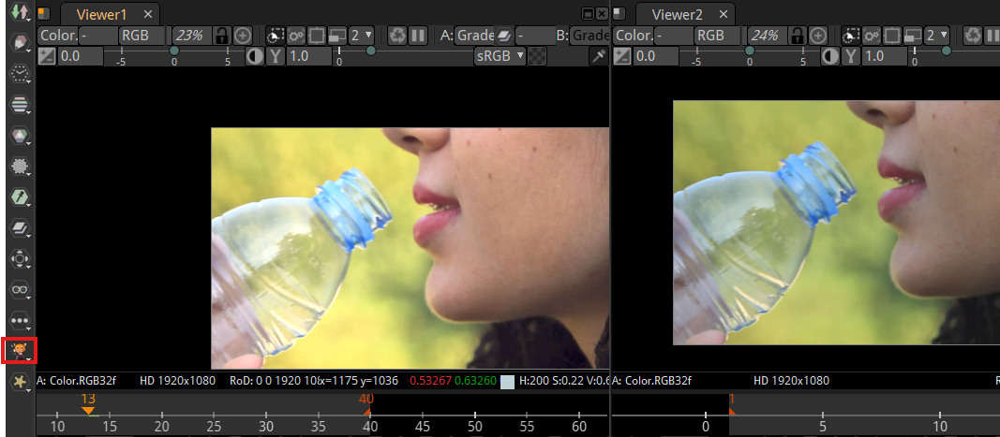 Viewer1 Viewer2
Color. - RGB 23% 2 A: Grade - B: Grade Color. - RGB 24% 2
0.0 -5 0 5 Y 1.0 0 sRGB 0.0 -5 0 5 Y 1.0 0
A: Color.RGB32f HD 1920x1080 RoD: 0 0 1920 10 x=1175 y=1036 0.53267 0.63260 H:200 S:0.22 V:0.6 A: Color.RGB32f HD 1920x1080 R
13 40 1
10 15 20 25 30 35 40 45 50 55 60 0 5 10